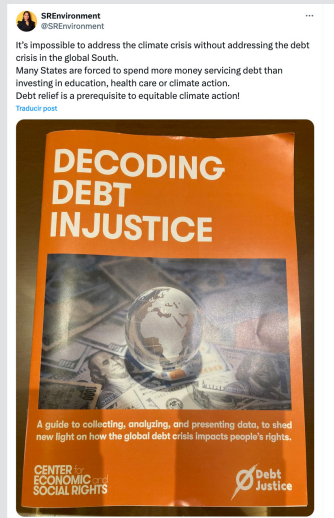 SREnvironment
@SREnvironment
It's impossible to address the climate crisis without addressing the debt
crisis in the global South.
Many States are forced to spend more money servicing debt than
investing in education, health care or climate action.
Debt relief is a prerequisite to equitable climate action!
Traducir post
DECODING
DEBT
INJUSTICE
A guide to collecting, analyzing, and presenting data, to shed
new light on how the global debt crisis impacts people's rights.
CENTER for
ECONOMIC and
SOCIAL RIGHTS
Debt
Justice